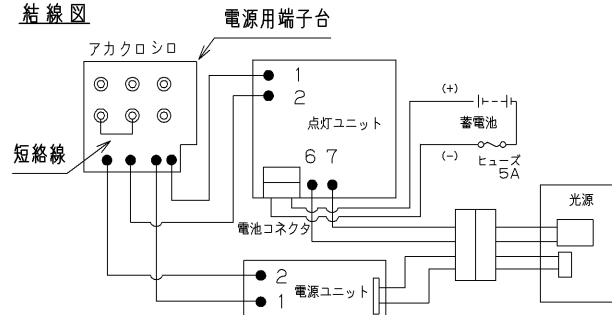 結線図
電源用端子台
アカクロシロ
短絡線
1
2
点灯ユニット
6 7
電池コネクタ
(+)
蓄電池
(-)
ヒューズ
5A
光源
2
電源ユニット
1